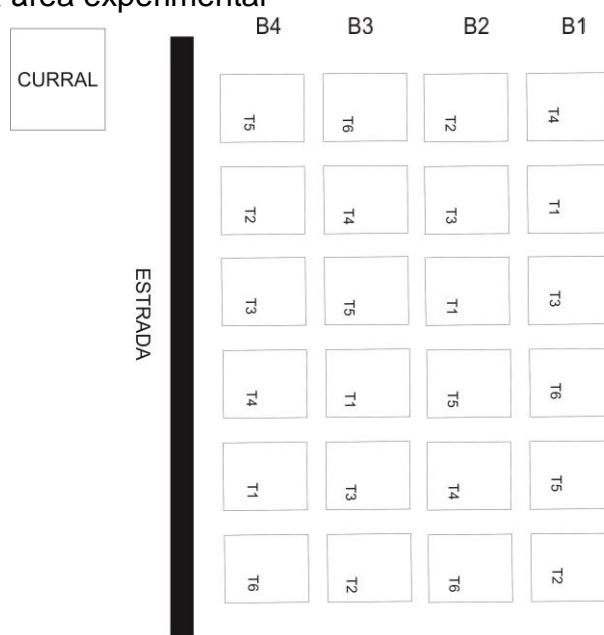 área experimental
B4 B3 B2 B1
CURRAL
T5 T6 T2 T4
T2 T4 T3 T1
ESTRADA
T3 T5 T1 T3
T4 T1 T5 T6
T1 T3 T4 T5
T6 T2 T6 T2